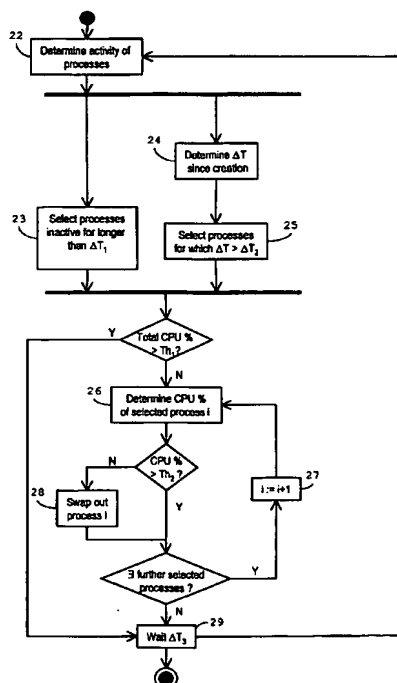 22
Determine activity of
processes
24
Determine ΔT
since creation
23
Select processes
inactive for longer
than ΔT₁
25
Select processes
for which ΔT > ΔT₂
Y
Total CPU %
> Th₁?
N
26
Determine CPU %
of selected process i
N
CPU %
> Th₂ ?
27
i := i+1
28
Swap out
process i
Y
∃ further selected
processes ?
Y
N
29
Wait ΔT₃